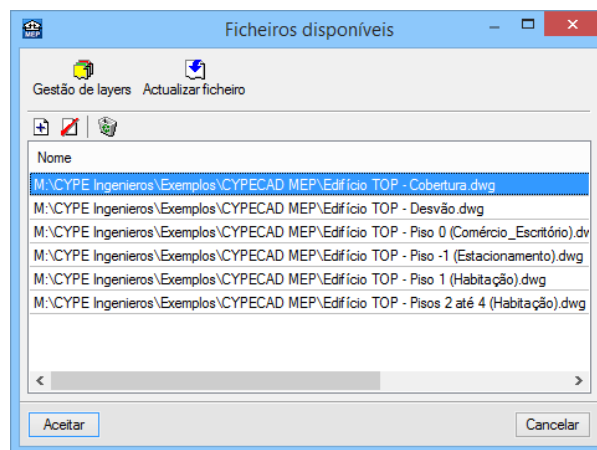 MEP
Ficheiros disponíveis
Gestão de layers Actualizar ficheiro
Nome
M:\CYPE Ingenieros\Exemplos\CYPECAD MEP\Edifício TOP - Cobertura.dwg
M:\CYPE Ingenieros\Exemplos\CYPECAD MEP\Edifício TOP - Desvão.dwg
M:\CYPE Ingenieros\Exemplos\CYPECAD MEP\Edifício TOP - Piso 0 (Comércio_Escritório).dw
M:\CYPE Ingenieros\Exemplos\CYPECAD MEP\Edifício TOP - Piso -1 (Estacionamento).dwg
M:\CYPE Ingenieros\Exemplos\CYPECAD MEP\Edifício TOP - Piso 1 (Habitação).dwg
M:\CYPE Ingenieros\Exemplos\CYPECAD MEP\Edifício TOP - Pisos 2 até 4 (Habitação).dwg
Aceitar Cancelar